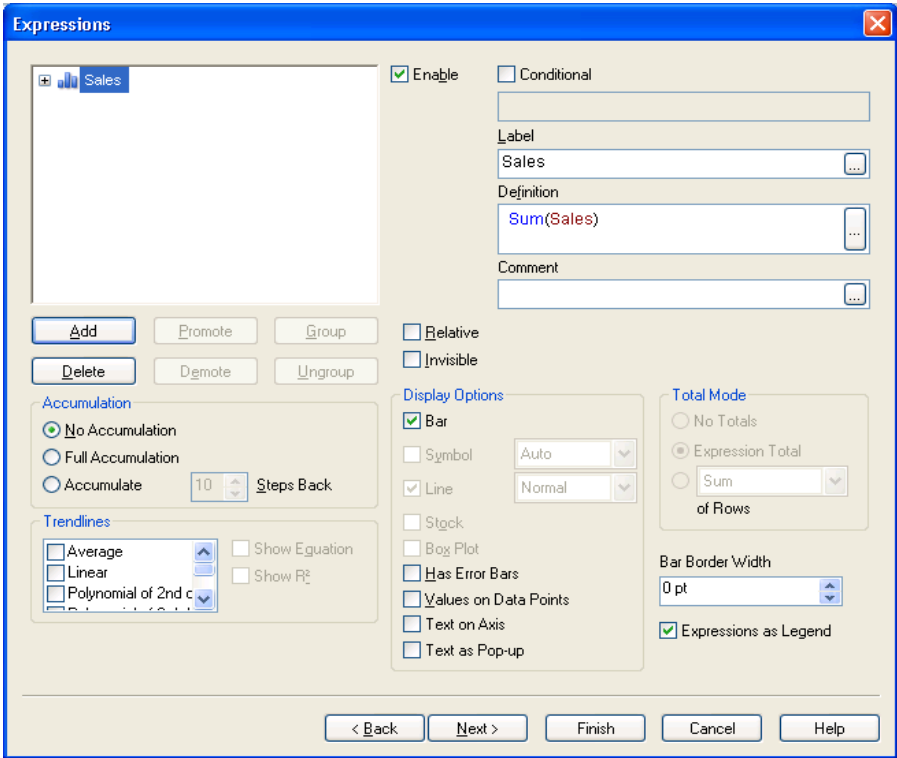 Expressions
Sales
Enable
Conditional
Label
Sales
...
Definition
Sum(Sales)
...
Comment
...
Add
Promote
Group
Delete
Demote
Ungroup
Relative
Invisible
Accumulation
No Accumulation
Full Accumulation
Accumulate 10 Steps Back
Trendlines
Average
Linear
Polynomial of 2nd
Show Equation
Show R²
Display Options
Bar
Symbol Auto
Line Normal
Stock
Box Plot
Has Error Bars
Values on Data Points
Text on Axis
Text as Pop-up
Total Mode
No Totals
Expression Total
Sum
of Rows
Bar Border Width
0 pt
Expressions as Legend
< Back
Next >
Finish
Cancel
Help